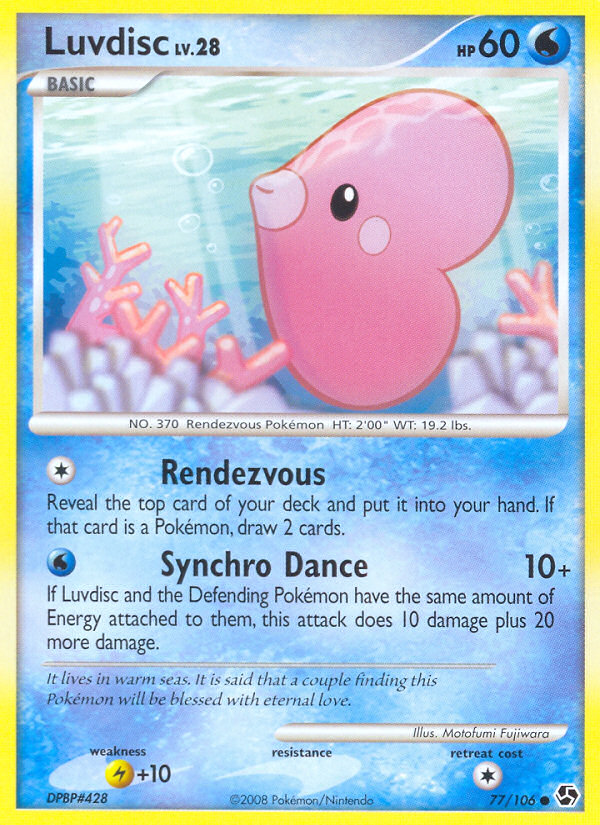 Luvdisc LV.28
HP 60
BASIC
NO. 370 Rendezvous Pokémon HT: 2'00" WT: 19.2 lbs.
Rendezvous
Reveal the top card of your deck and put it into your hand. If
that card is a Pokémon, draw 2 cards.
Synchro Dance 10+
If Luvdisc and the Defending Pokémon have the same amount of
Energy attached to them, this attack does 10 damage plus 20
more damage.
It lives in warm seas. It is said that a couple finding this
Pokémon will be blessed with eternal love.
Illus. Motofumi Fujiwara
weakness resistance retreat cost
+10
DPBP#428 ©2008 Pokémon/Nintendo 77/106